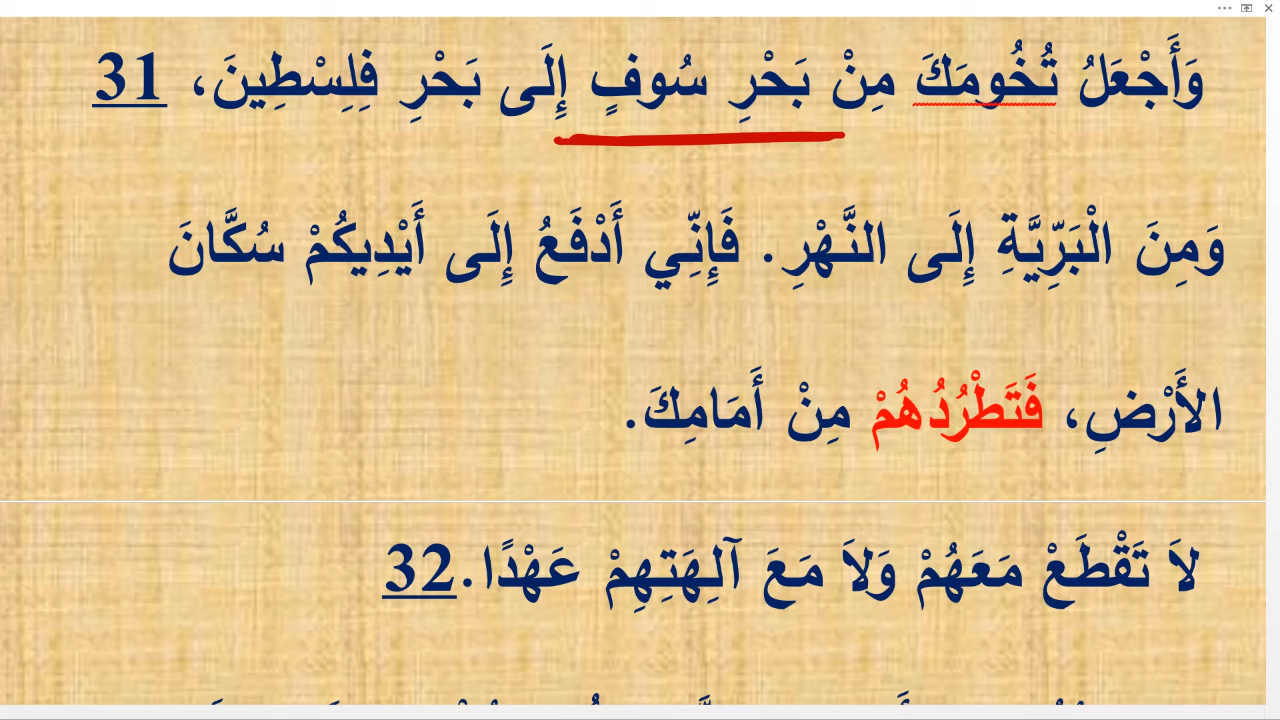 وَأَجْعَلُ تُخُومَكَ مِنْ بَحْرِ سُوفٍ إِلَى بَحْرِ فِلِسْطِينَ، 31
وَمِنَ الْبَرِّيَّةِ إِلَى النَّهْرِ. فَإِنِّي أَدْفَعُ إِلَى أَيْدِيكُمْ سُكَّانَ
الأَرْضِ، فَتَطْرُدُهُمْ مِنْ أَمَامِكَ.
لاَ تَقْطَعْ مَعَهُمْ وَلاَ مَعَ آلِهَتِهِمْ عَهْدًا.32